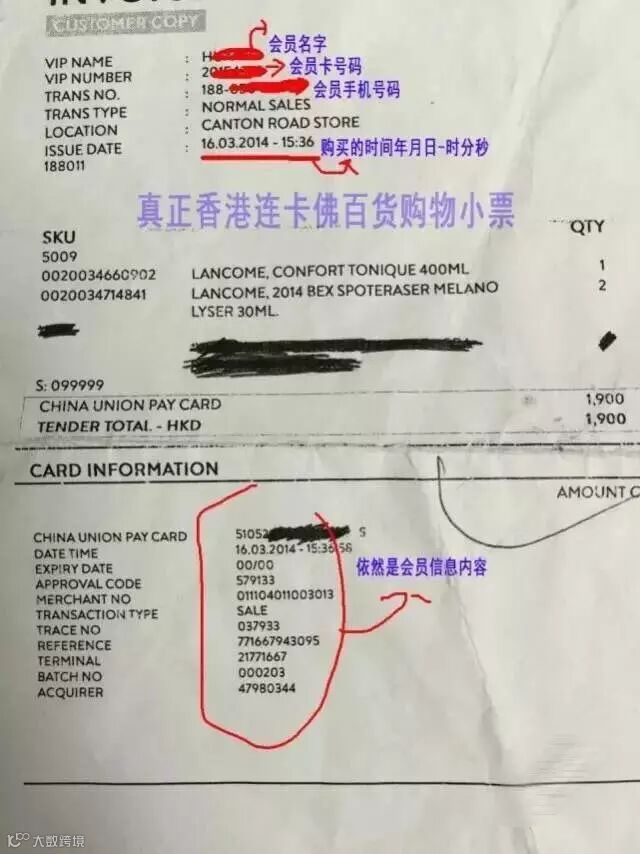 CUSTOMER COPY
VIP NAME : H 会员名字
VIP NUMBER : 会员卡号码
TRANS NO. : 188- 会员手机号码
TRANS TYPE : NORMAL SALES
LOCATION : CANTON ROAD STORE
ISSUE DATE : 16.03.2014 - 15:36 购买的时间年月日-时分秒
188011
真正香港连卡佛百货购物小票
SKU QTY
5009
0020034660902 LANCOME, CONFORT TONIQUE 400ML 1
0020034714841 LANCOME, 2014 BEX SPOTERASER MELANO 2
LYSER 30ML.
S: 099999
CHINA UNION PAY CARD 1,900
TENDER TOTAL - HKD 1,900
CARD INFORMATION
AMOUNT
CHINA UNION PAY CARD 51052 S
DATE TIME 16.03.2014 - 15:36:58
EXPIRY DATE 00/00 依然是会员信息内容
APPROVAL CODE 579133
MERCHANT NO 011104011003013
TRANSACTION TYPE SALE
TRACE NO 037933
REFERENCE 771667943095
TERMINAL 21771667
BATCH NO 000203
ACQUIRER 47980344
大数跨境